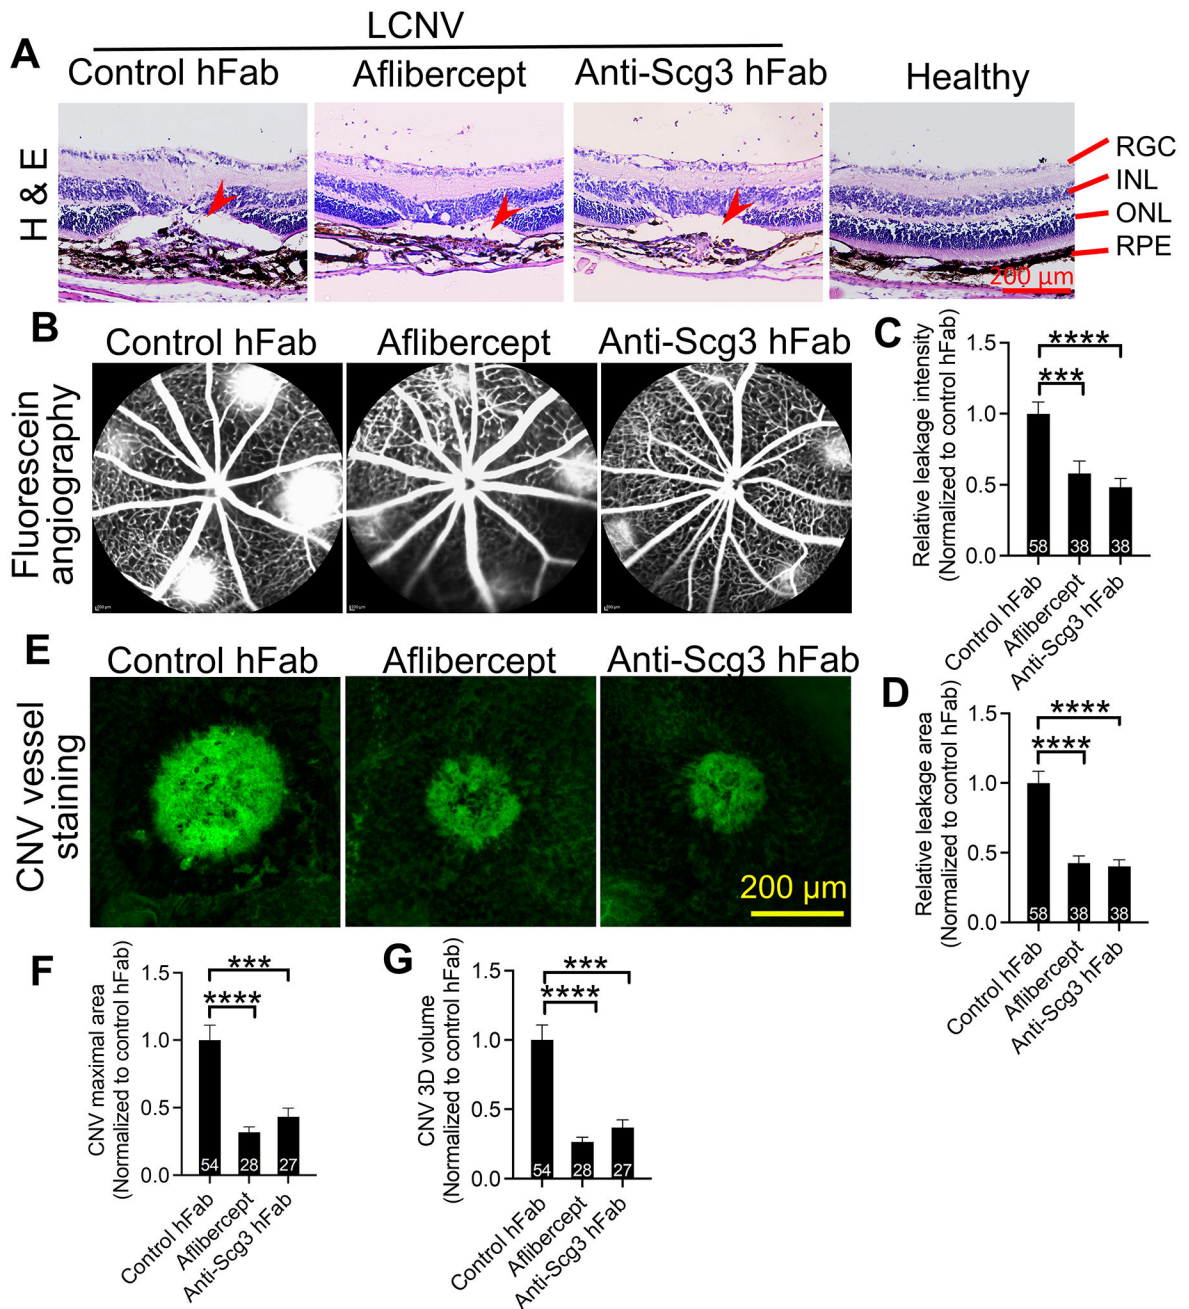 LCNV
A
Control hFab
Aflibercept
Anti-Scg3 hFab
Healthy
H & E
RGC
INL
ONL
RPE
200 μm
B
Control hFab
Aflibercept
Anti-Scg3 hFab
Fluorescein
angiography
200 μm
200 μm
200 μm
C
Relative leakage intensity
(Normalized to control hFab)
1.5
1.0
0.5
0.0
****
***
58
38
38
Control hFab
Aflibercept
Anti-Scg3 hFab
E
Control hFab
Aflibercept
Anti-Scg3 hFab
CNV vessel
staining
200 μm
D
Relative leakage area
(Normalized to control hFab)
1.5
1.0
0.5
0.0
****
****
58
38
38
Control hFab
Aflibercept
Anti-Scg3 hFab
F
CNV maximal area
(Normalized to control hFab)
1.5
1.0
0.5
0.0
***
****
54
28
27
Control hFab
Aflibercept
Anti-Scg3 hFab
G
CNV 3D volume
(Normalized to control hFab)
1.5
1.0
0.5
0.0
***
****
54
28
27
Control hFab
Aflibercept
Anti-Scg3 hFab